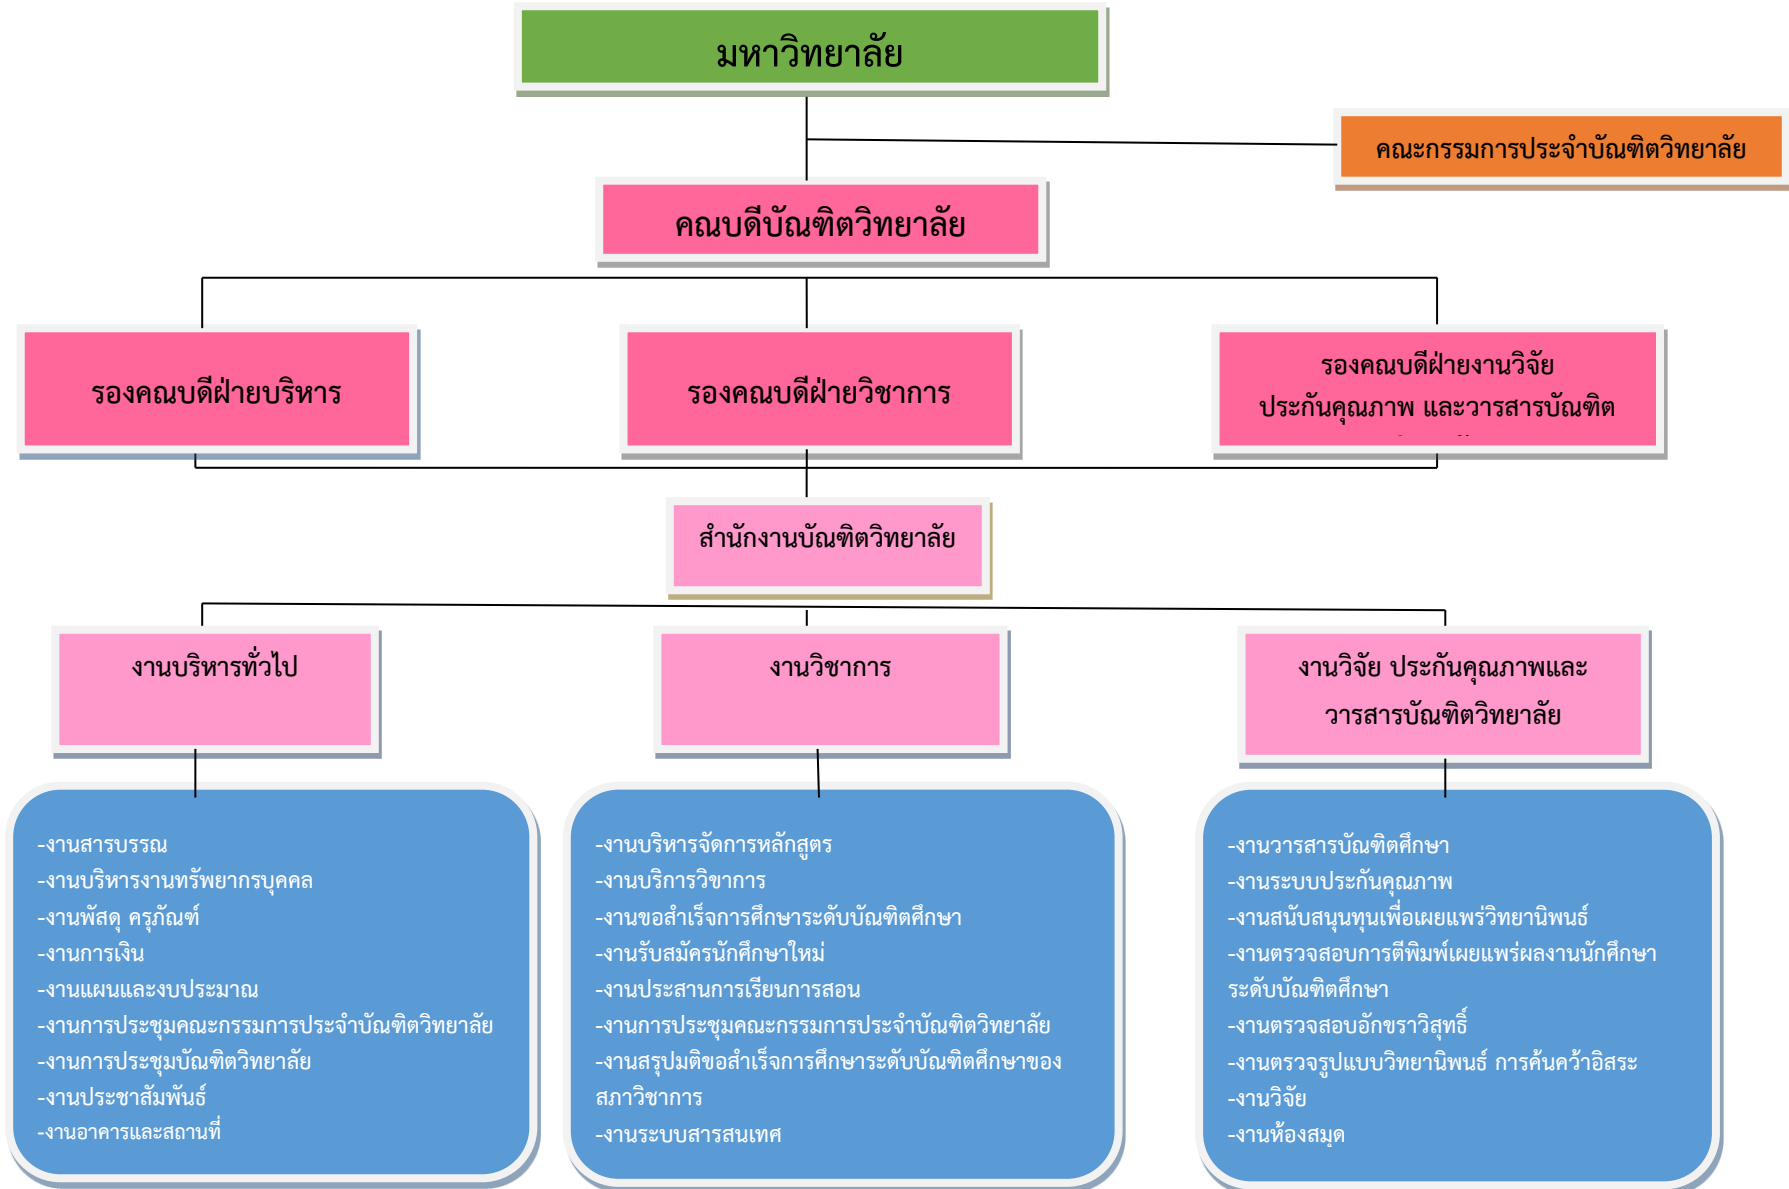 มหาวิทยาลัย
คณะกรรมการประจำบัณฑิตวิทยาลัย
คณบดีบัณฑิตวิทยาลัย
รองคณบดีฝ่ายบริหาร
รองคณบดีฝ่ายวิชาการ
รองคณบดีฝ่ายงานวิจัย
ประกันคุณภาพ และวารสารบัณฑิต
สำนักงานบัณฑิตวิทยาลัย
งานบริหารทั่วไป
งานวิชาการ
งานวิจัย ประกันคุณภาพและ
วารสารบัณฑิตวิทยาลัย
-งานสารบรรณ
-งานบริหารงานทรัพยากรบุคคล
-งานพัสดุ ครุภัณฑ์
-งานการเงิน
-งานแผนและงบประมาณ
-งานการประชุมคณะกรรมการประจำบัณฑิตวิทยาลัย
-งานการประชุมบัณฑิตวิทยาลัย
-งานประชาสัมพันธ์
-งานอาคารและสถานที่
-งานบริหารจัดการหลักสูตร
-งานบริการวิขาการ
-งานขอสำเร็จการศึกษาระดับบัณฑิตศึกษา
-งานรับสมัครนักศึกษาใหม่
-งานประสานการเรียนการสอน
-งานการประชุมคณะกรรมการประจำบัณฑิตวิทยาลัย
-งานสรุปมติขอสำเร็จการศึกษาระดับบัณฑิตศึกษาของ
สภาวิชาการ
-งานระบบสารสนเทศ
-งานวารสารบัณฑิตศึกษา
-งานระบบประกันคุณภาพ
-งานสนับสนุนทุนเพื่อเผยแพร่วิทยานิพนธ์
-งานตรวจสอบการตีพิมพ์เผยแพร่ผลงานนักศึกษา
ระดับบัณฑิตศึกษา
-งานตรวจสอบอักขราวิสุทธิ์
-งานตรวจรูปแบบวิทยานิพนธ์ การค้นคว้าอิสระ
-งานวิจัย
-งานห้องสมุด